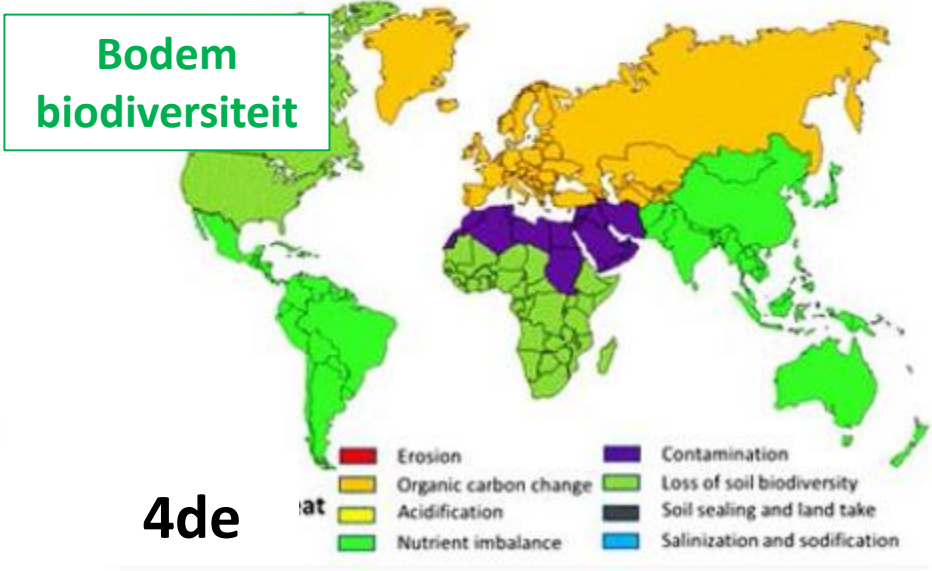 Bodem
biodiversiteit
Erosion
Organic carbon change
Acidification
Nutrient imbalance
Contamination
Loss of soil biodiversity
Soil sealing and land take
Salinization and sodification
4de